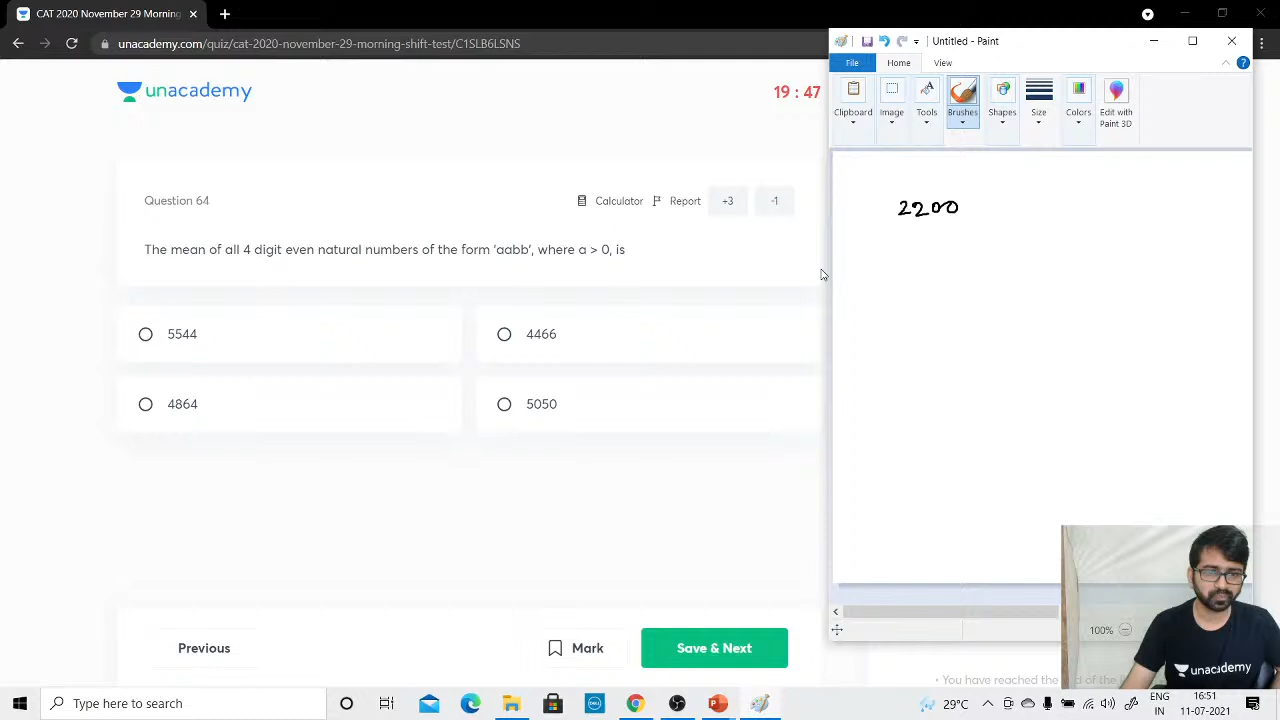 CAT 2020 November 29 Morning
unacademy.com/quiz/cat-2020-november-29-morning-shift-test/C1SLB6LSNS
Untitled - Paint
File Home View
Clipboard Image Tools Brushes Shapes Size Colors Edit with Paint 3D
unacademy
19 : 47
Question 64
Calculator Report +3 -1
The mean of all 4 digit even natural numbers of the form 'aabb', where a > 0, is
5544 4466
4864 5050
2200
100%
Previous Mark Save & Next
unacademy
• You have reached the
Type here to search
DELL
29°C
ENG
IN
16:51
11-07-2021